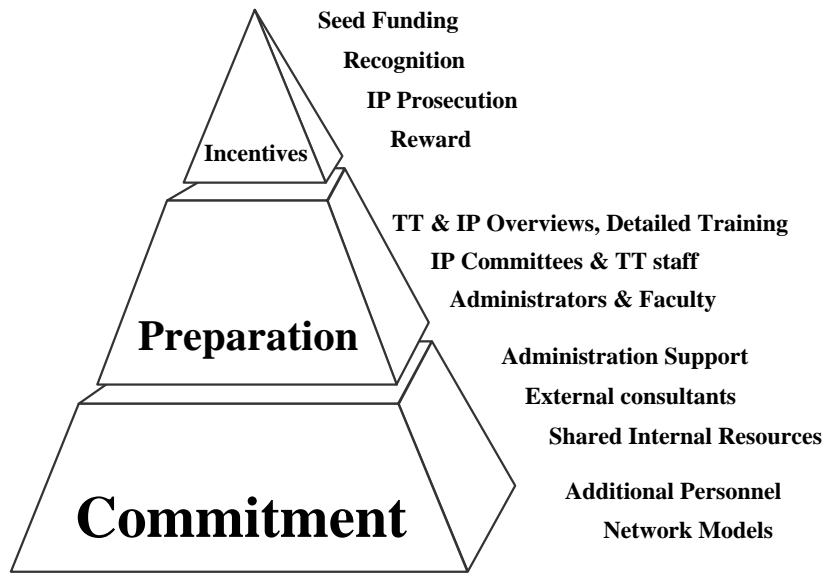 Seed Funding
Recognition
IP Prosecution
Reward
Incentives
TT & IP Overviews, Detailed Training
IP Committees & TT staff
Administrators & Faculty
Preparation
Administration Support
External consultants
Shared Internal Resources
Additional Personnel
Network Models
Commitment